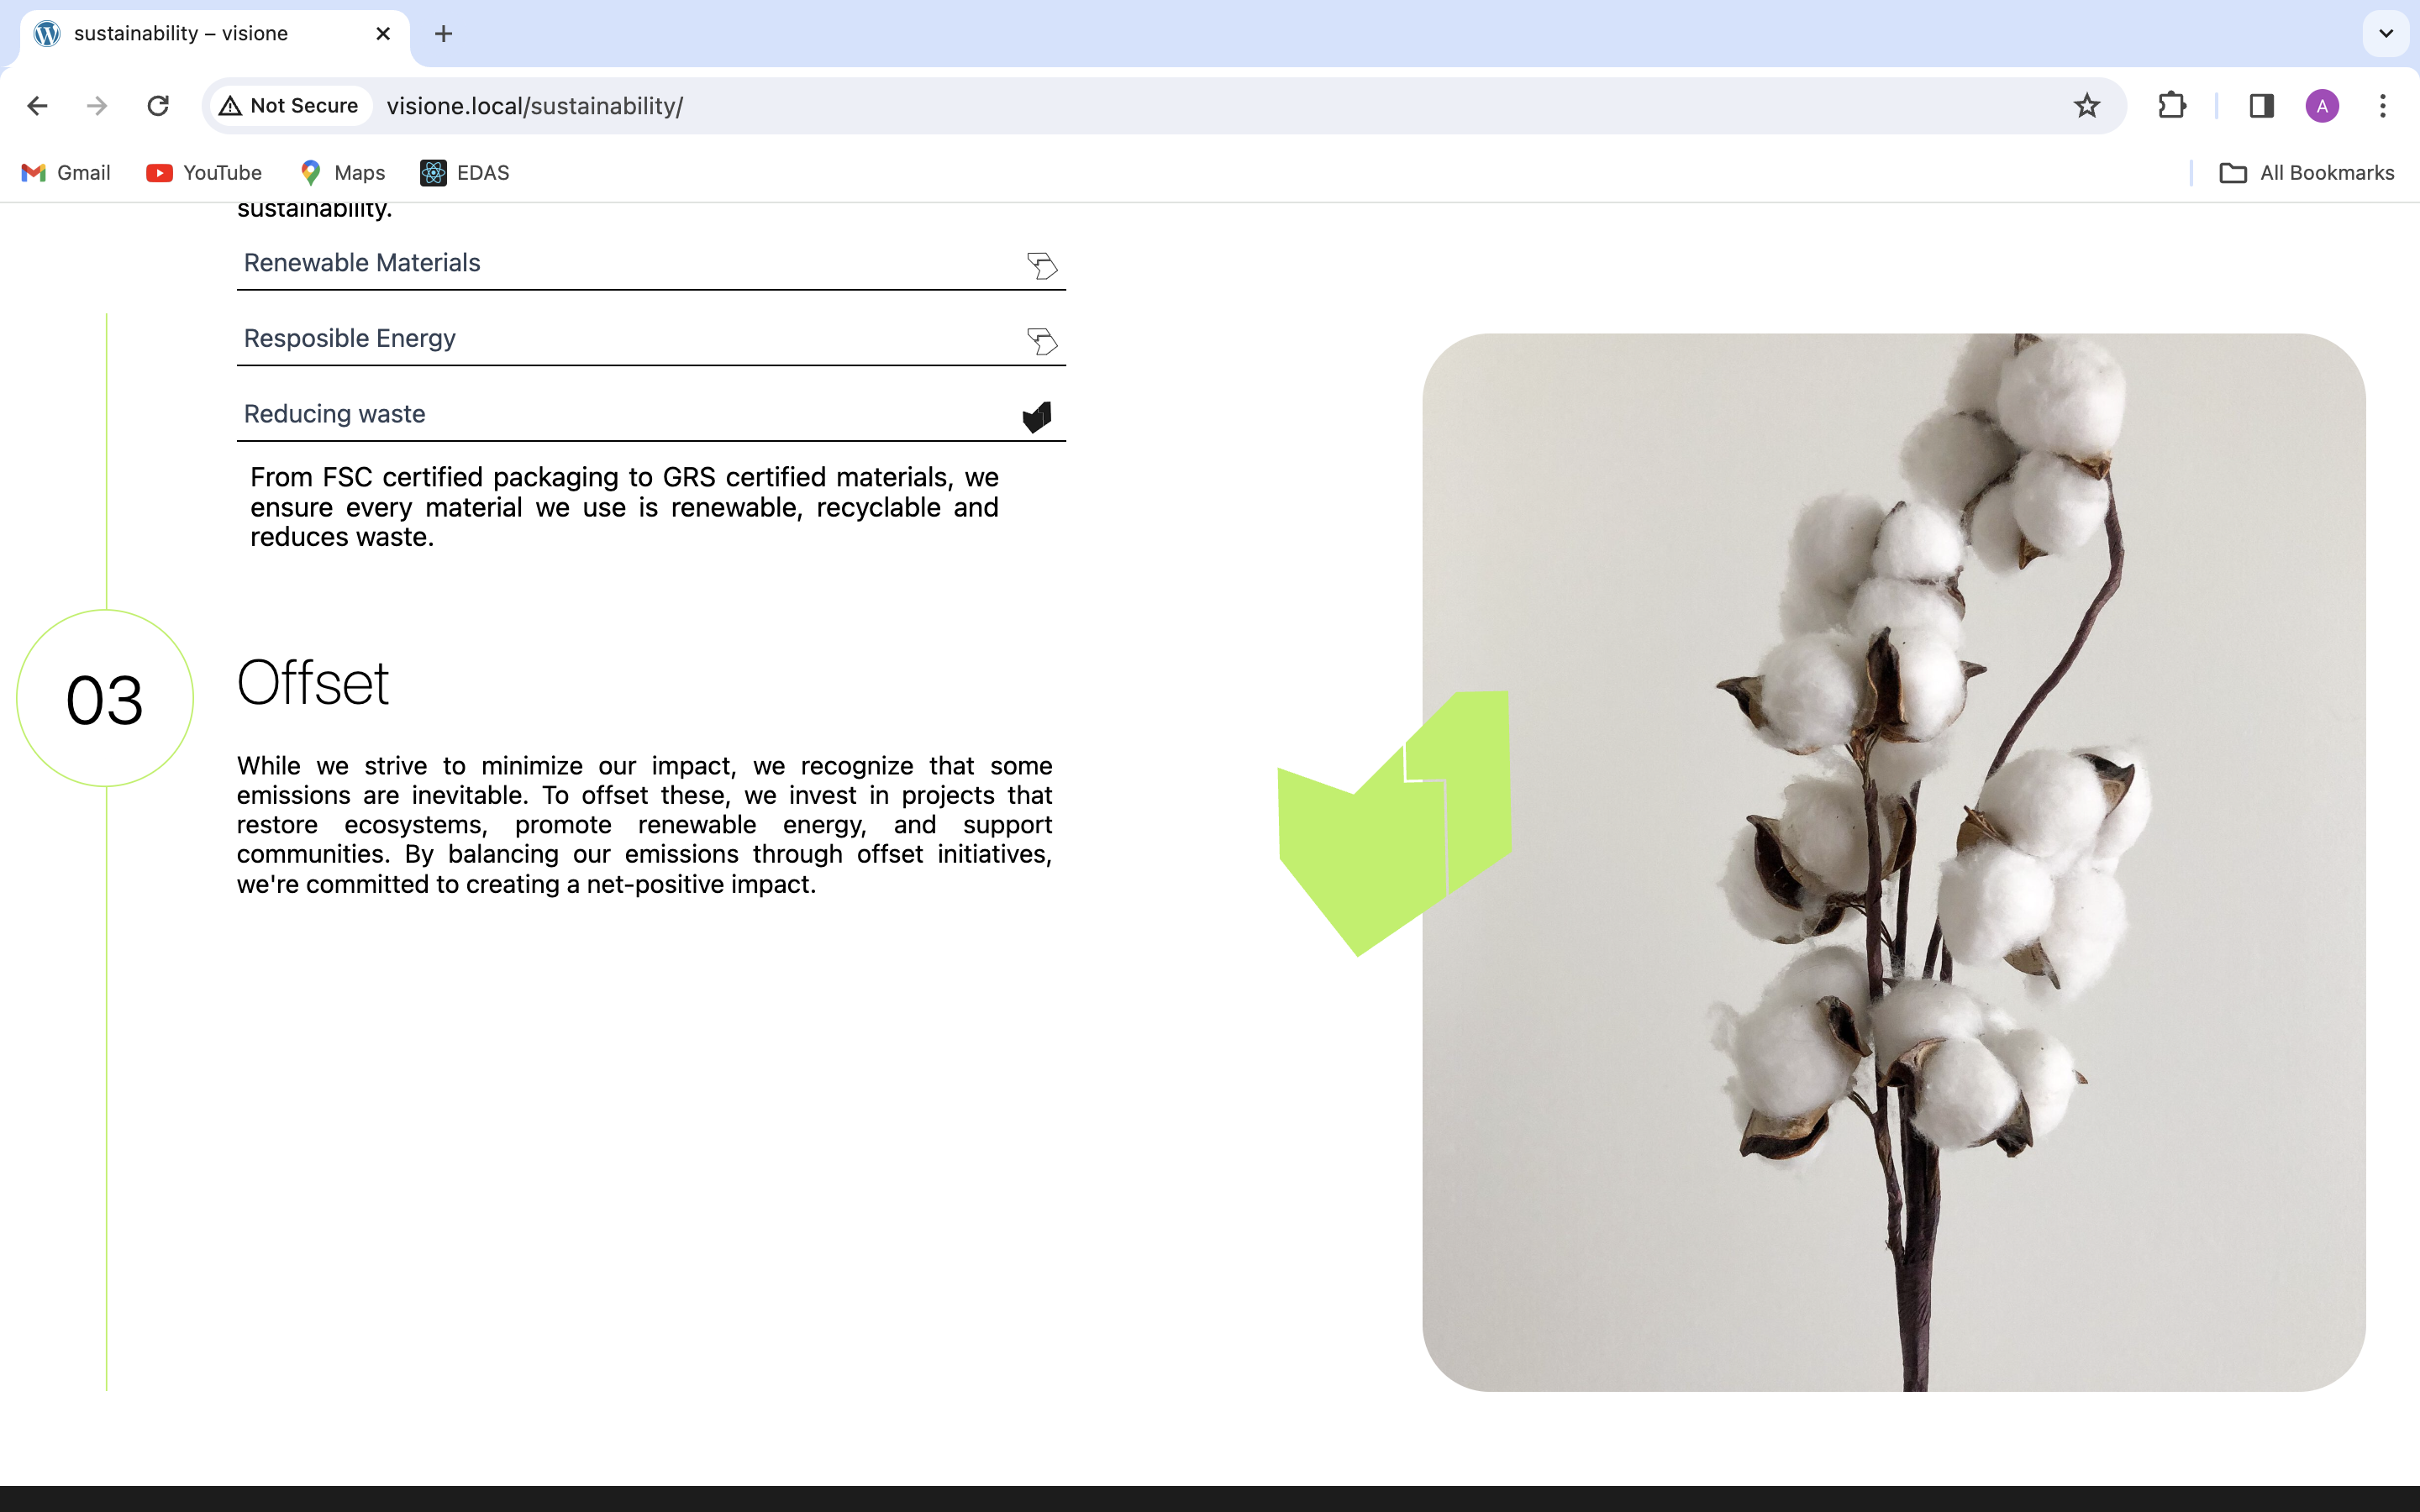 sustainability – visione
Not Secure
visione.local/sustainability/
A
Gmail
YouTube
Maps
EDAS
All Bookmarks
sustainability.
Renewable Materials
Resposible Energy
Reducing waste
From FSC certified packaging to GRS certified materials, we
ensure every material we use is renewable, recyclable and
reduces waste.
03
Offset
While we strive to minimize our impact, we recognize that some
emissions are inevitable. To offset these, we invest in projects that
restore ecosystems, promote renewable energy, and support
communities. By balancing our emissions through offset initiatives,
we're committed to creating a net-positive impact.